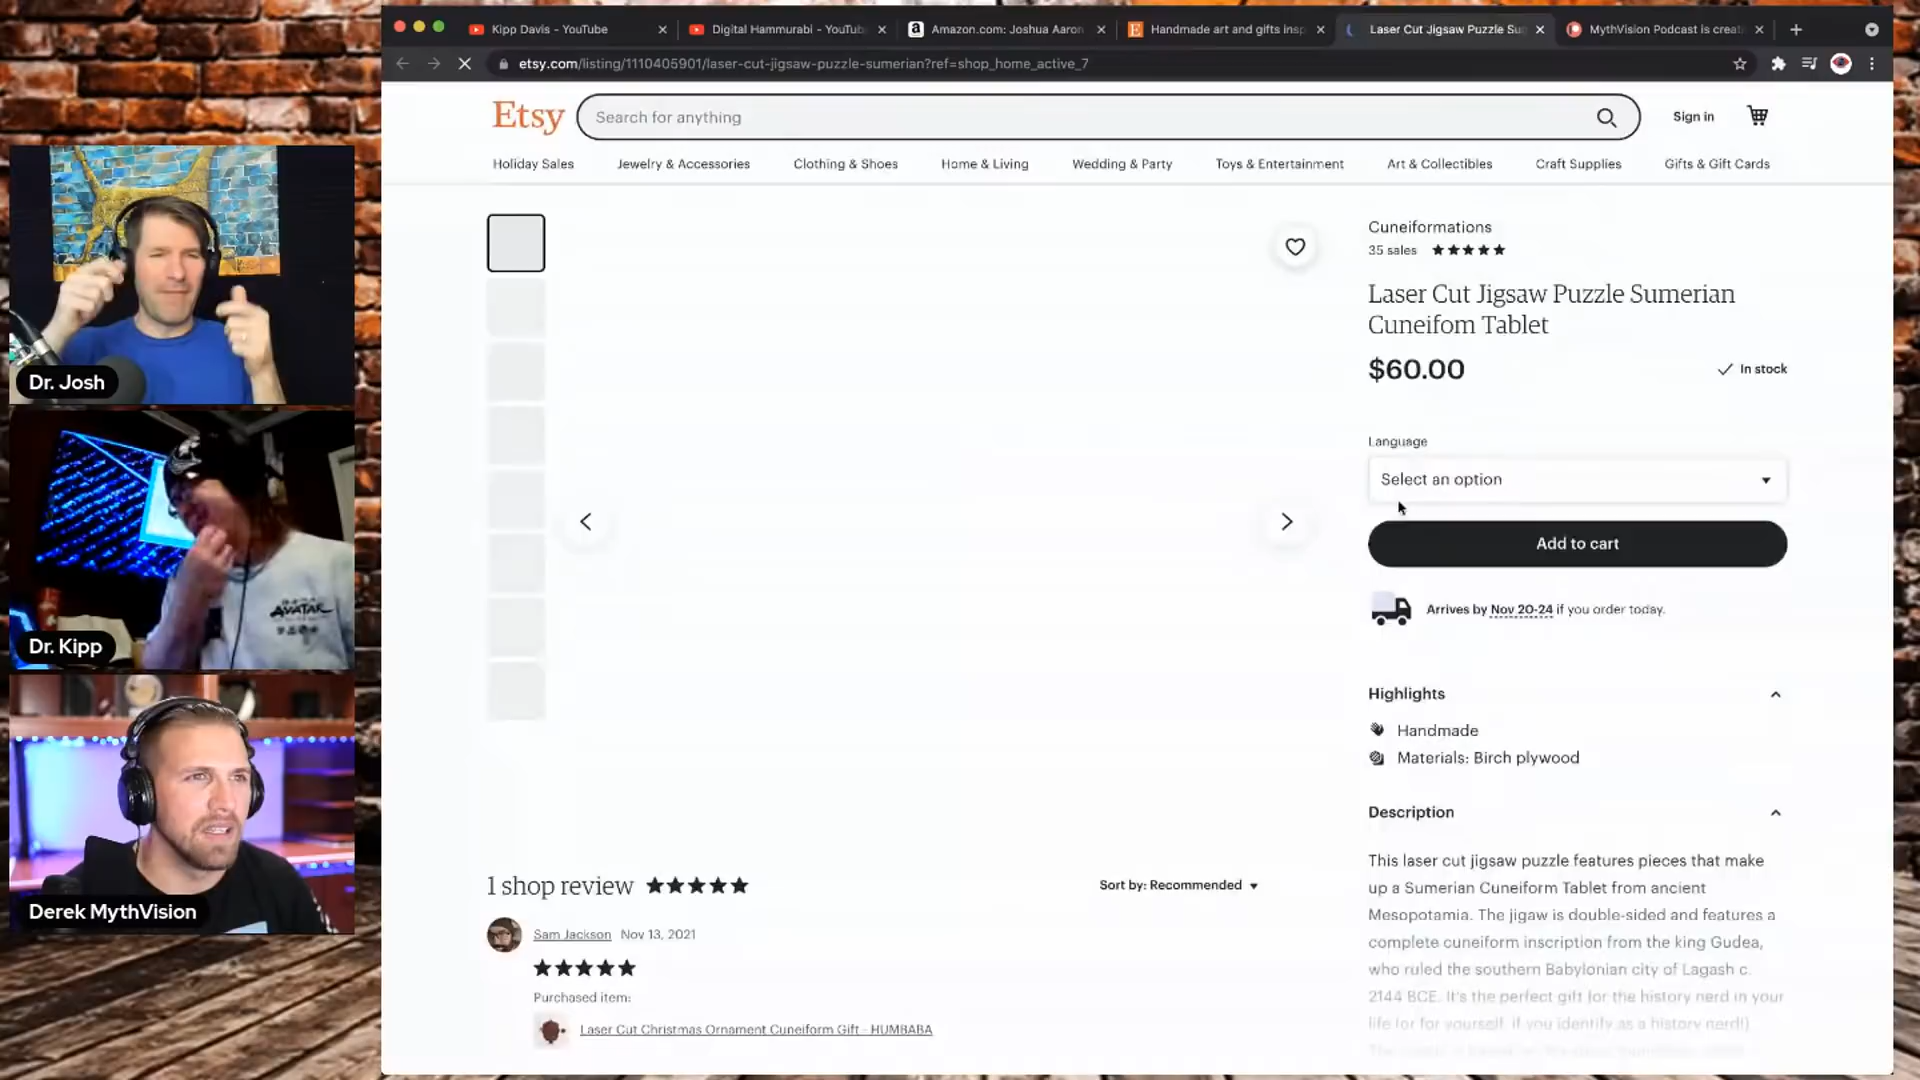 Kipp Davis - YouTube
Digital Hammurabi - YouTub
Amazon.com: Joshua Aaron
Handmade art and gifts insp
Laser Cut Jigsaw Puzzle Su
MythVision Podcast is creat
etsy.com/listing/1110405901/laser-cut-jigsaw-puzzle-sumerian?ref=shop_home_active_7
Etsy
Search for anything
Sign in
Holiday Sales
Jewelry & Accessories
Clothing & Shoes
Home & Living
Wedding & Party
Toys & Entertainment
Art & Collectibles
Craft Supplies
Gifts & Gift Cards
Cuneiformations
35 sales
Laser Cut Jigsaw Puzzle Sumerian
Cuneifom Tablet
$60.00
In stock
Language
Select an option
Add to cart
Arrives by Nov 20-24 if you order today.
Highlights
Handmade
Materials: Birch plywood
Description
This laser cut jigsaw puzzle features pieces that make
up a Sumerian Cuneiform Tablet from ancient
Mesopotamia. The jigaw is double-sided and features a
complete cuneiform inscription from the king Gudea,
who ruled the southern Babylonian city of Lagash c.
2144 BCE. It's the perfect gift for the history nerd in your
life (or for yourself, if you identify as a history nerd!)
1 shop review
Sort by: Recommended
Sam Jackson Nov 13, 2021
Purchased item:
Laser Cut Christmas Ornament Cuneiform Gift - HUMBABA
Dr. Josh
AVATAR
Dr. Kipp
Derek MythVision